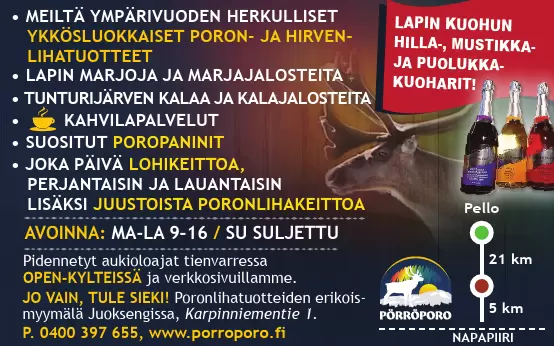 • MEILTÄ YMPÄRIVUODEN HERKULLISET
YKKÖSLUOKKAISET PORON- JA HIRVEN-
LIHATUOTTEET
• LAPIN MARJOJA JA MARJAJALOSTEITA
• TUNTURIJÄRVEN KALAA JA KALAJALOSTEITA
• KAHVILAPALVELUT
• SUOSITUT POROPANINIT
• JOKA PÄIVÄ LOHIKEITTOA,
PERJANTAISIN JA LAUANTAISIN
LISÄKSI JUUSTOISTA PORONLIHAKEITTOA
AVOINNA: MA-LA 9-16 / SU SULJETTU
Pidennetyt aukioloajat tienvarressa
OPEN-KYLTEISSÄ ja verkkosivuillamme.
JO VAIN, TULE SIEKI! Poronlihatuotteiden erikois-
myymälä Juoksengissa, Karpinniementie 1.
P. 0400 397 655, www.porroporo.fi
LAPIN KUOHUN
HILLA-, MUSTIKKA-
JA PUOLUKKA-
KUOHARIT!
Pello
21 km
5 km
NAPAPIIRI
PÖRRÖPORO